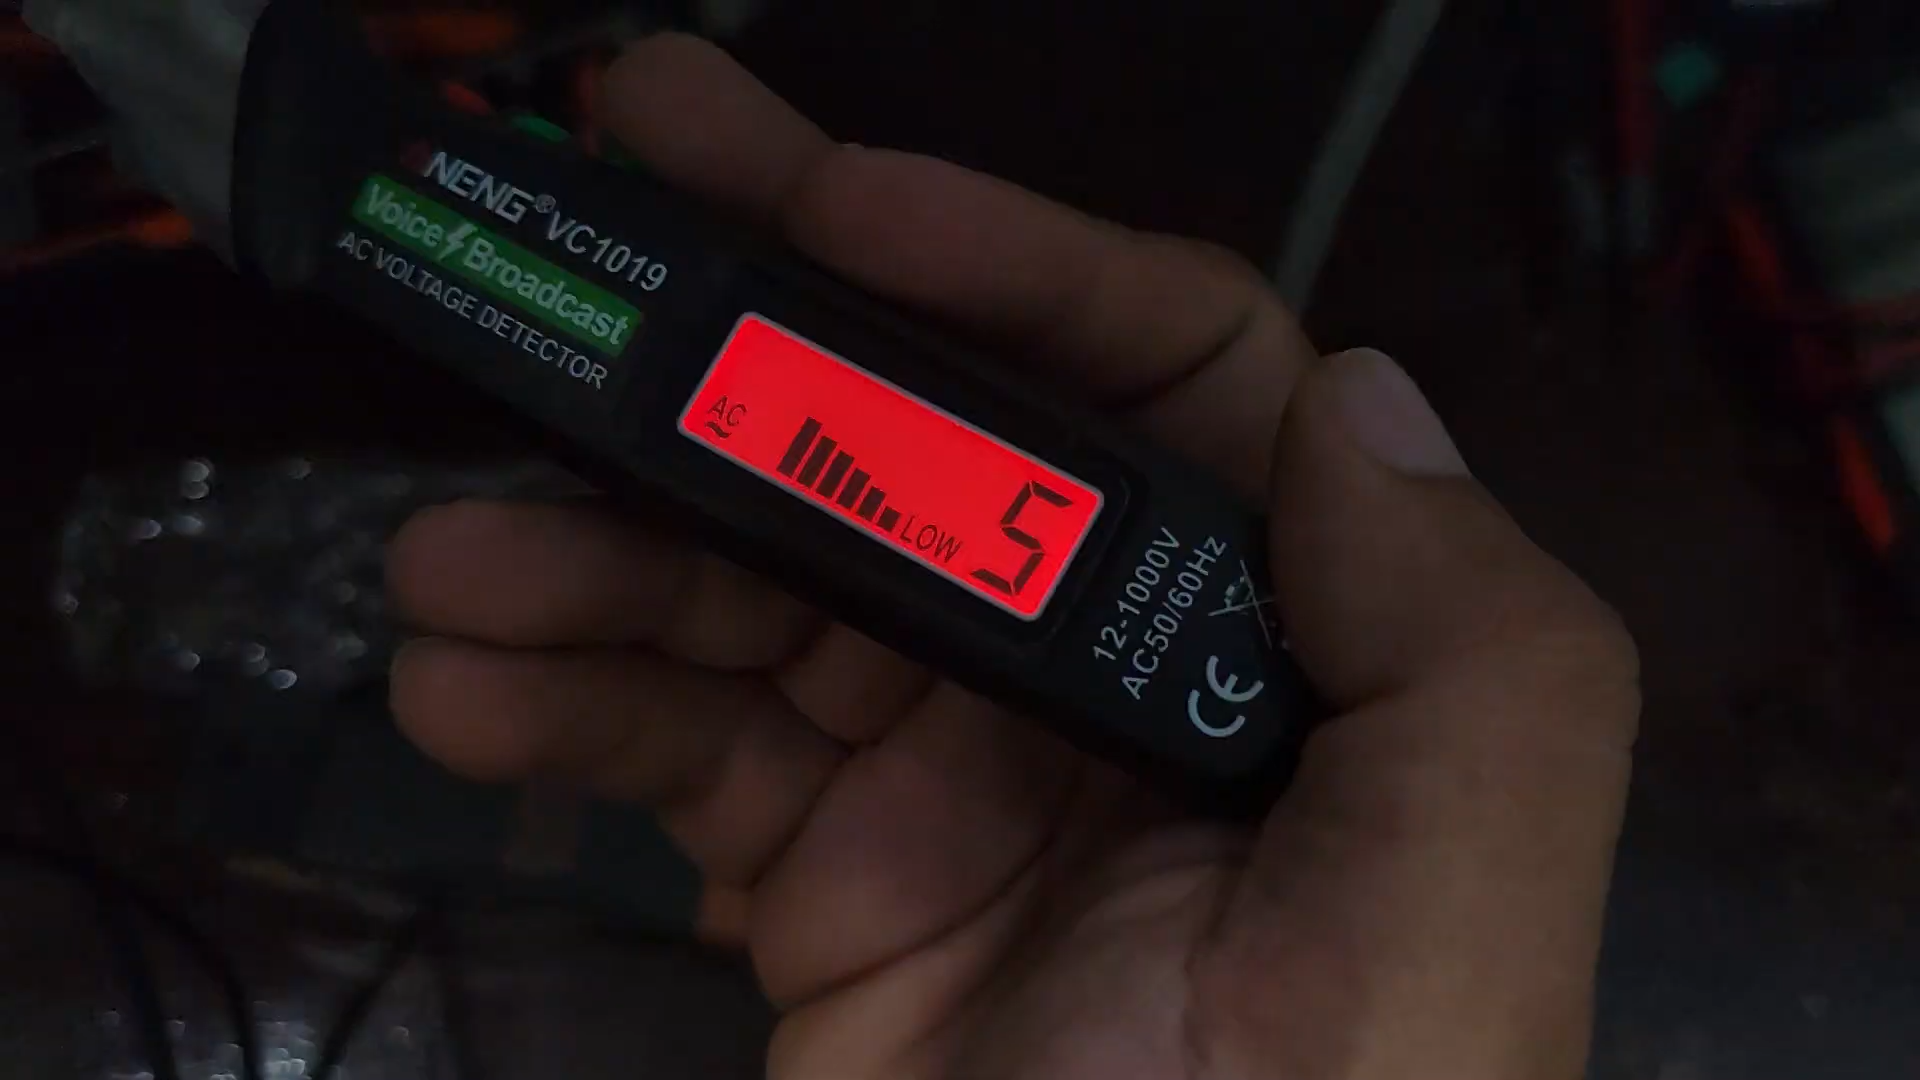 NENG® VC1019
Voice Broadcast
AC VOLTAGE DETECTOR
AC
LOW
5
12-1000V
AC50/60Hz
CE